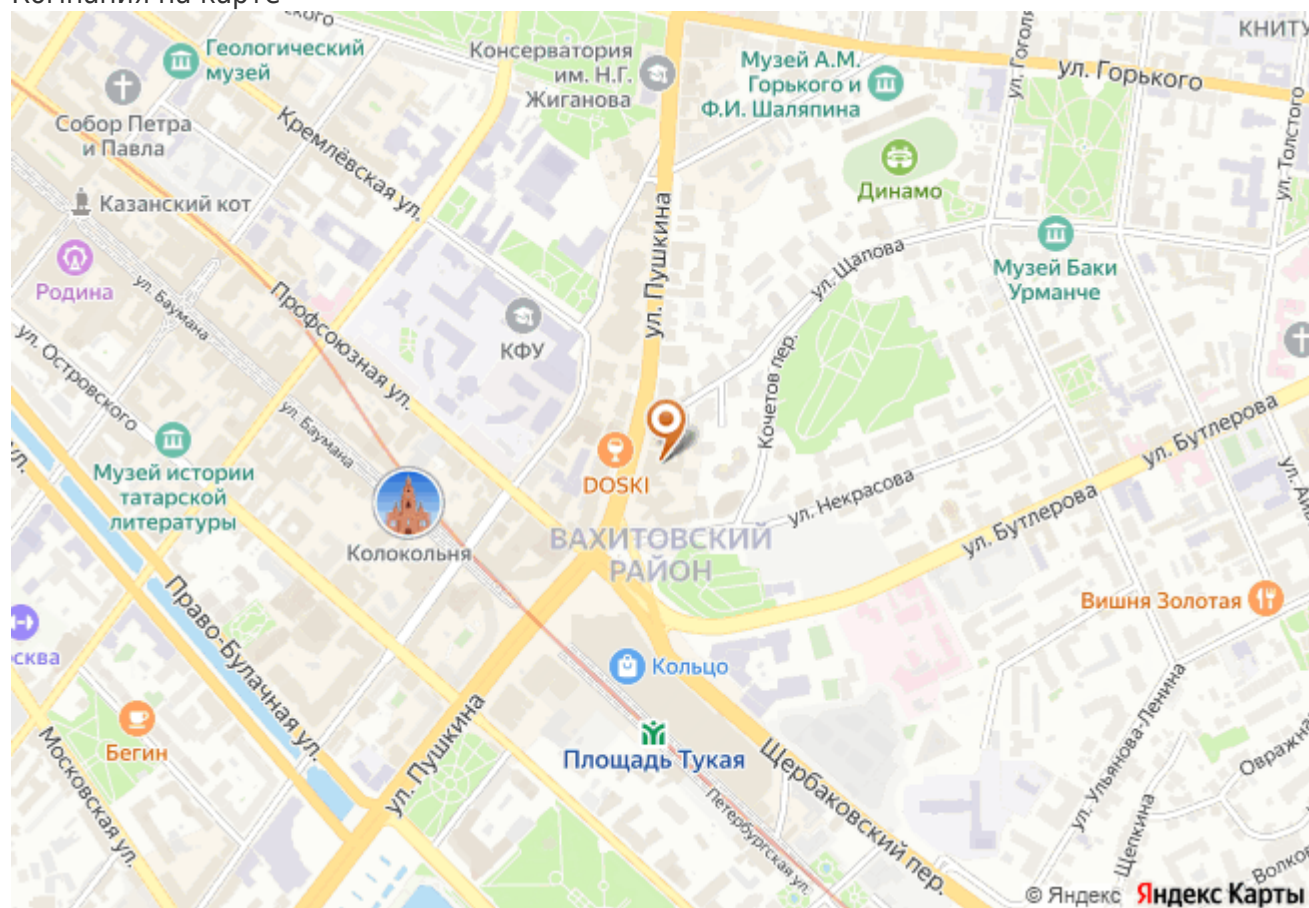 Компания на карте
Геологический
музей
Консерватория
им. Н.Г.
Жиганова
Музей А.М.
Горького и
Ф.И. Шаляпина
ул. Гоголя
КНИТУ
ул. Горького
ул. Толстого
Собор Петра
и Павла
Кремлёвская ул.
Динамо
Казанский кот
ул. Пушкина
ул. Щапова
Музей Баки
Урманче
Родина
ул. Баумана
Профсоюзная ул.
КФУ
Кочетов пер.
ул. Островского
ул. Баумана
ул. Бутлерова
Музей истории
татарской
литературы
DOSKI
ул. Некрасова
ул. Бутлерова
Колокольня
ВАХИТОВСКИЙ
РАЙОН
Вишня Золотая
Право-Булачная ул.
Кольцо
Бегин
ул. Пушкина
Площадь Тукая
Щербаковский пер.
ул. Ульянова-Ленина
Московская ул.
Петербургская ул.
Щепкина
© Яндекс Яндекс Карты